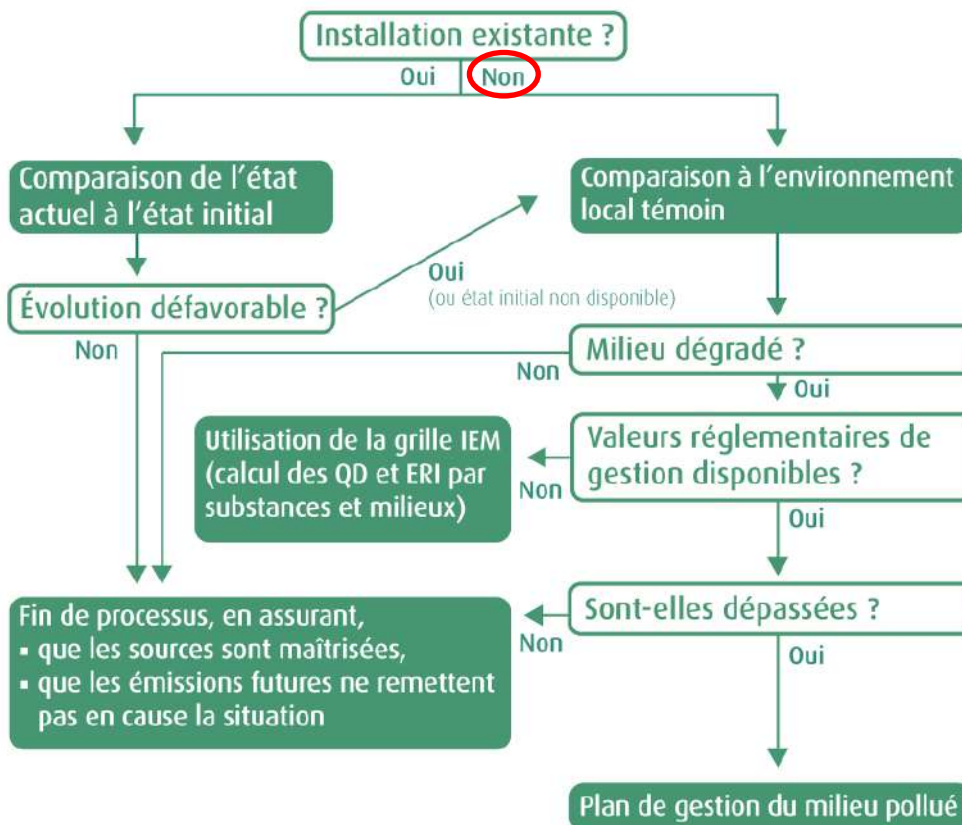 Installation existante ?
Oui
Non
Comparaison de l'état
actuel à l'état initial
Comparaison à l'environnement
local témoin
Oui
(ou état initial non disponible)
Évolution défavorable ?
Non
Milieu dégradé ?
Non
Oui
Utilisation de la grille IEM
(calcul des QD et ERI par
substances et milieux)
Valeurs réglementaires de
gestion disponibles ?
Non
Oui
Fin de processus, en assurant,
▪ que les sources sont maîtrisées,
▪ que les émissions futures ne remettent
pas en cause la situation
Sont-elles dépassées ?
Non
Oui
Plan de gestion du milieu pollué